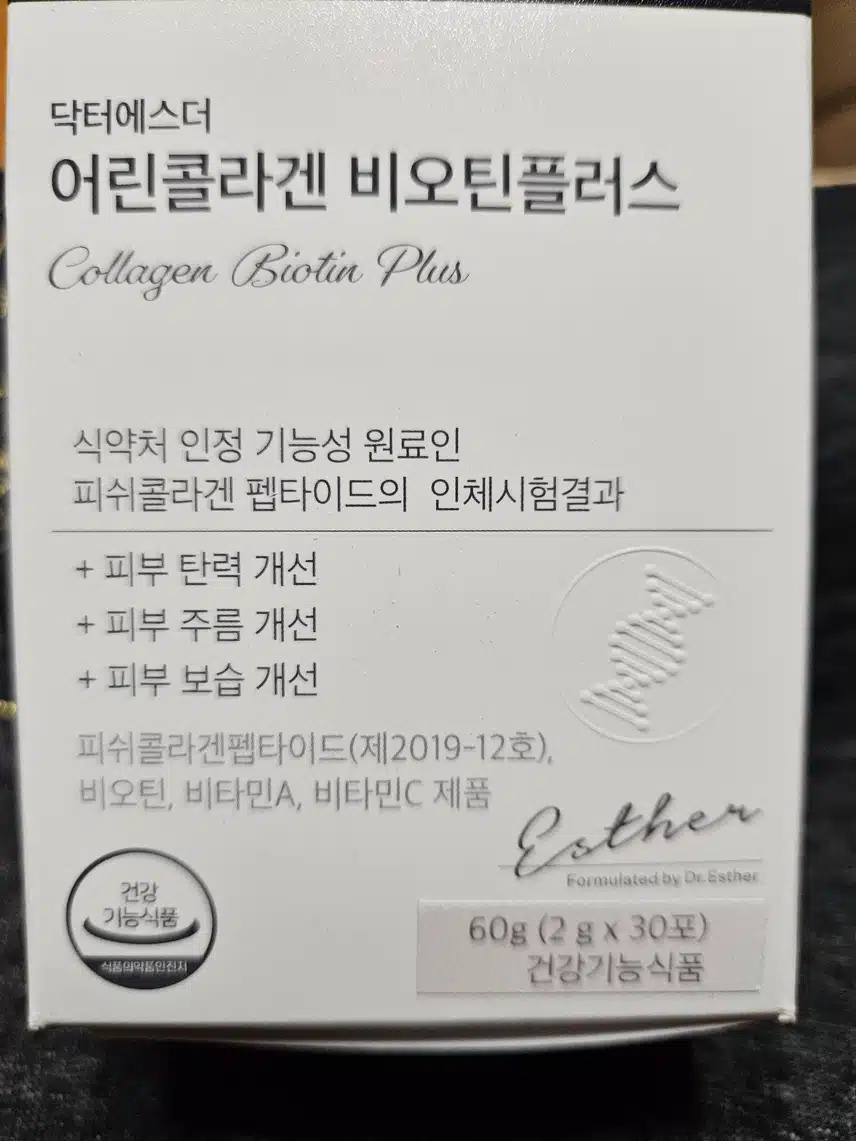 닥터에스더
어린콜라겐 비오틴플러스
Collagen Biotin Plus
식약처 인정 기능성 원료인
피쉬콜라겐 펩타이드의 인체시험결과
+ 피부 탄력 개선
+ 피부 주름 개선
+ 피부 보습 개선
피쉬콜라겐펩타이드(제2019-12호),
비오틴, 비타민A, 비타민C 제품
Esther
Formulated by Dr.Esther
건강
기능식품
식품의약품안전처
60g (2 g x 30포)
건강기능식품